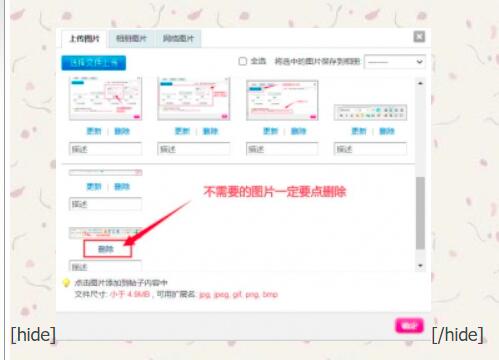 上传图片 相册图片 网络图片
选择文件上传 全选 将选中的图片保存到相册: --------
更新 | 删除 更新 | 删除 更新 | 删除
描述 描述 描述 描述
更新 | 删除
描述
不需要的图片一定要点删除
删除
描述
点击图片添加到帖子内容中
文件尺寸: 小于 4.9MB , 可用扩展名: jpg, jpeg, gif, png, bmp
确定
[hide] [/hide]